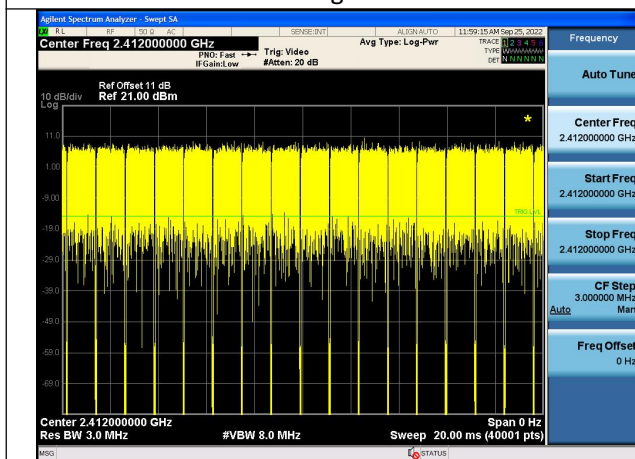 Agilent Spectrum Analyzer - Swept SA
RL RF 50 Ω AC SENSE:INT ALIGN AUTO 11:59:15 AM Sep 25, 2022
Center Freq 2.412000000 GHz
PNO: Fast
IFGain:Low
Trig: Video
#Atten: 20 dB
Avg Type: Log-Pwr
TRACE 1 2 3 4 5 6
TYPE
DET N N N N N N
Ref Offset 11 dB
10 dB/div Ref 21.00 dBm
Log
11.0
1.00
-9.00
TRIG LVL
-19.0
-29.0
-39.0
-49.0
-59.0
-69.0
Center 2.412000000 GHz
Span 0 Hz
Res BW 3.0 MHz #VBW 8.0 MHz Sweep 20.00 ms (40001 pts)
MSG STATUS
Frequency
Auto Tune
Center Freq
2.412000000 GHz
Start Freq
2.412000000 GHz
Stop Freq
2.412000000 GHz
CF Step
3.000000 MHz
Auto Man
Freq Offset
0 Hz